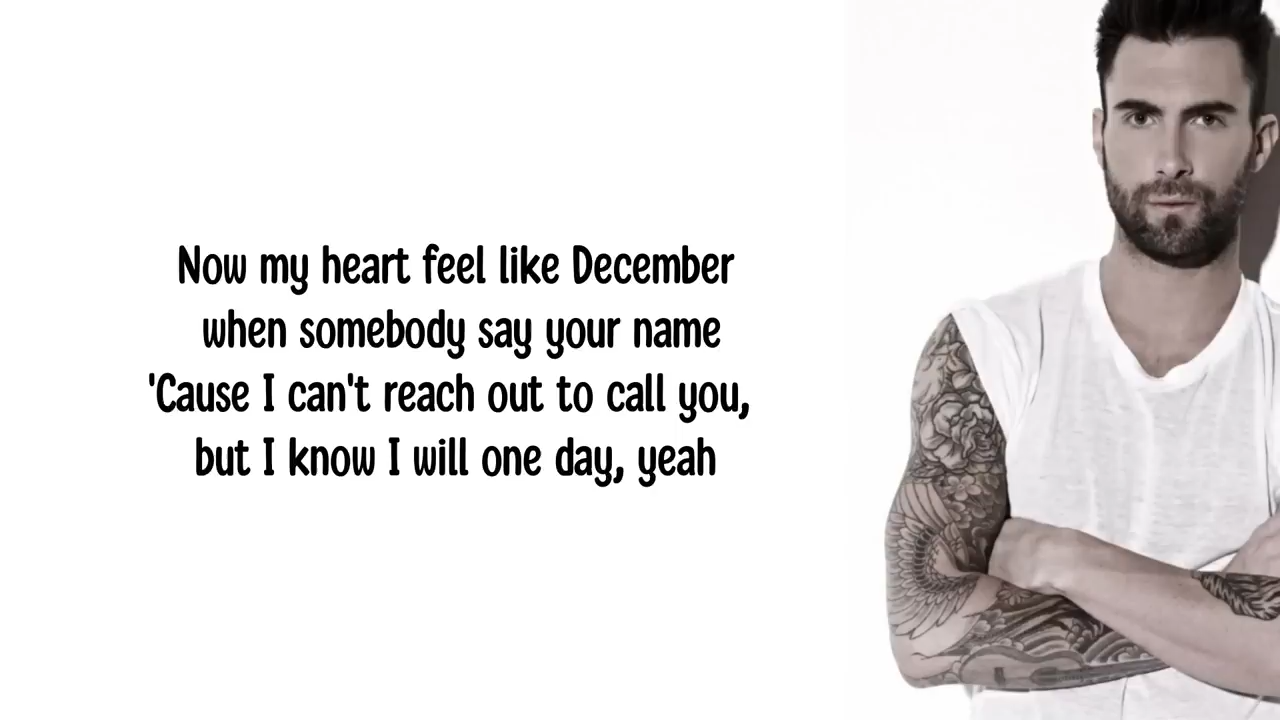 Now my heart feel like December
when somebody say your name
'Cause I can't reach out to call you,
but I know I will one day, yeah